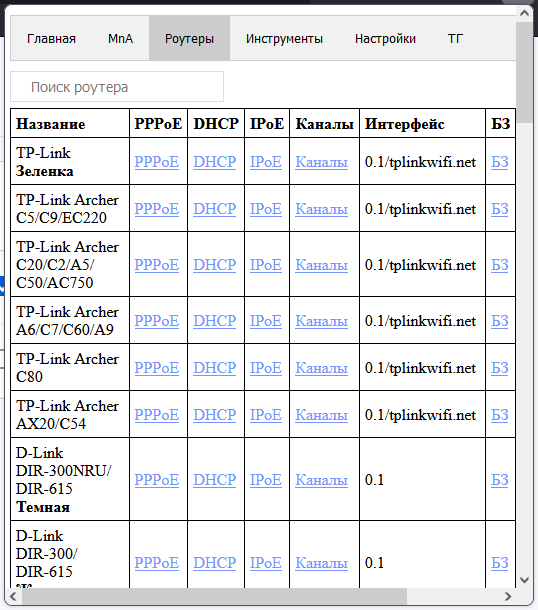 Главная MnA Роутеры Инструменты Настройки ТГ
Поиск роутера
Название PPPoE DHCP IPoE Каналы Интерфейс БЗ
TP-Link
Зеленка PPPoE DHCP IPoE Каналы 0.1/tplinkwifi.net БЗ
TP-Link Archer
C5/C9/EC220 PPPoE DHCP IPoE Каналы 0.1/tplinkwifi.net БЗ
TP-Link Archer
C20/C2/A5/
C50/AC750 PPPoE DHCP IPoE Каналы 0.1/tplinkwifi.net БЗ
TP-Link Archer
A6/C7/C60/A9 PPPoE DHCP IPoE Каналы 0.1/tplinkwifi.net БЗ
TP-Link Archer
C80 PPPoE DHCP IPoE Каналы 0.1/tplinkwifi.net БЗ
TP-Link Archer
AX20/C54 PPPoE DHCP IPoE Каналы 0.1/tplinkwifi.net БЗ
D-Link
DIR-300NRU/
DIR-615
Темная PPPoE DHCP IPoE Каналы 0.1 БЗ
D-Link
DIR-300/
DIR-615 PPPoE DHCP IPoE Каналы 0.1 БЗ